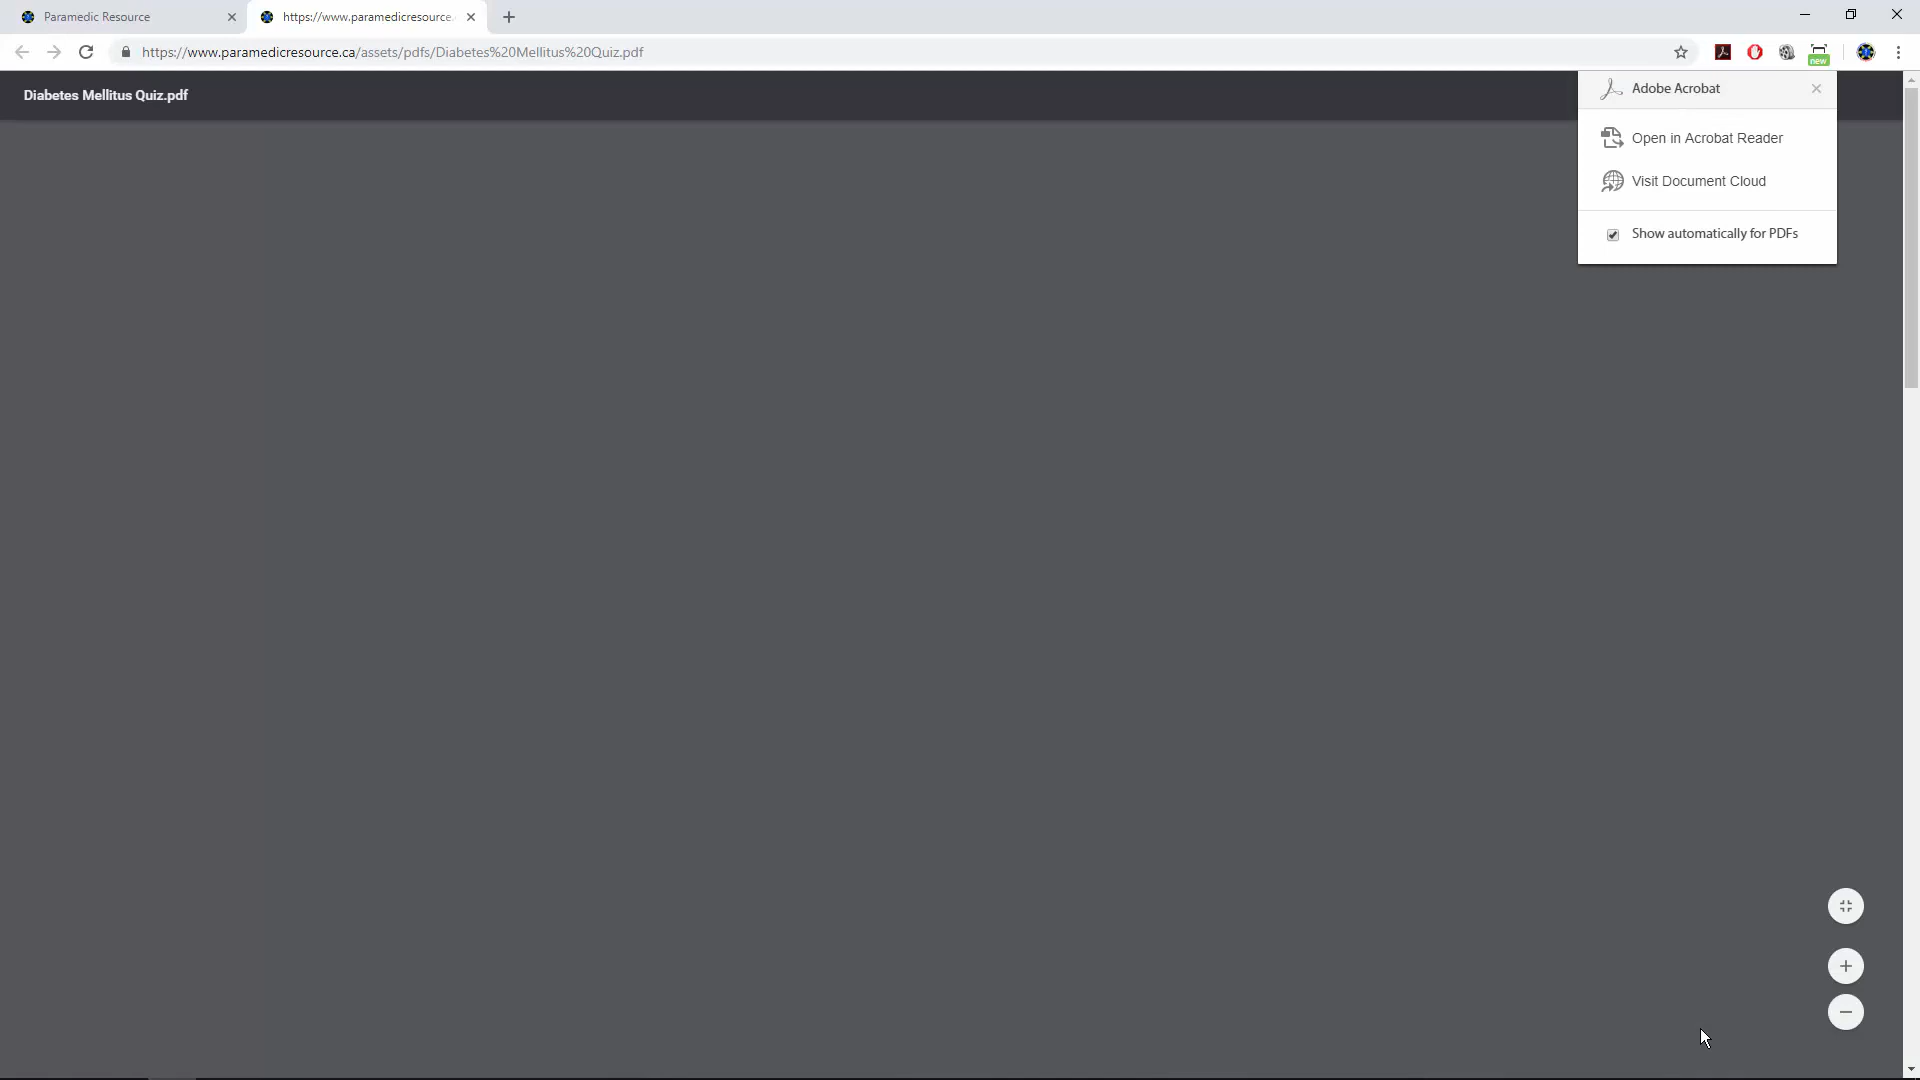 Paramedic Resource
https://www.paramedicresource.
https://www.paramedicresource.ca/assets/pdfs/Diabetes%20Mellitus%20Quiz.pdf
new
Diabetes Mellitus Quiz.pdf
Adobe Acrobat
Open in Acrobat Reader
Visit Document Cloud
Show automatically for PDFs